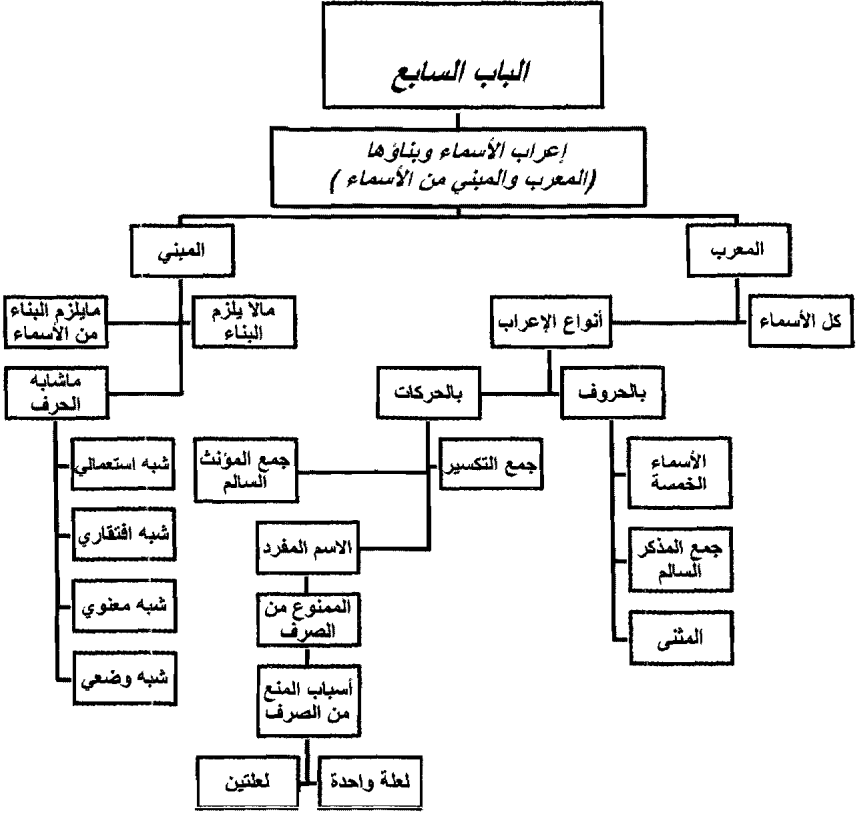 الباب السابع
إعراب الأسماء وبناؤها
(المعرب والمبني من الأسماء )
المعرب
المبني
كل الأسماء
أنواع الإعراب
مالا يلزم
البناء
مايلزم البناء
من الأسماء
بالحروف
بالحركات
ماشابه
الحرف
الأسماء
الخمسة
جمع المذكر
السالم
المثنى
جمع التكسير
جمع المؤنث
السالم
الاسم المفرد
الممنوع من
الصرف
أسباب المنع
من الصرف
لعلة واحدة
لعلتين
شبه استعمالي
شبه افتقاري
شبه معنوي
شبه وضعي